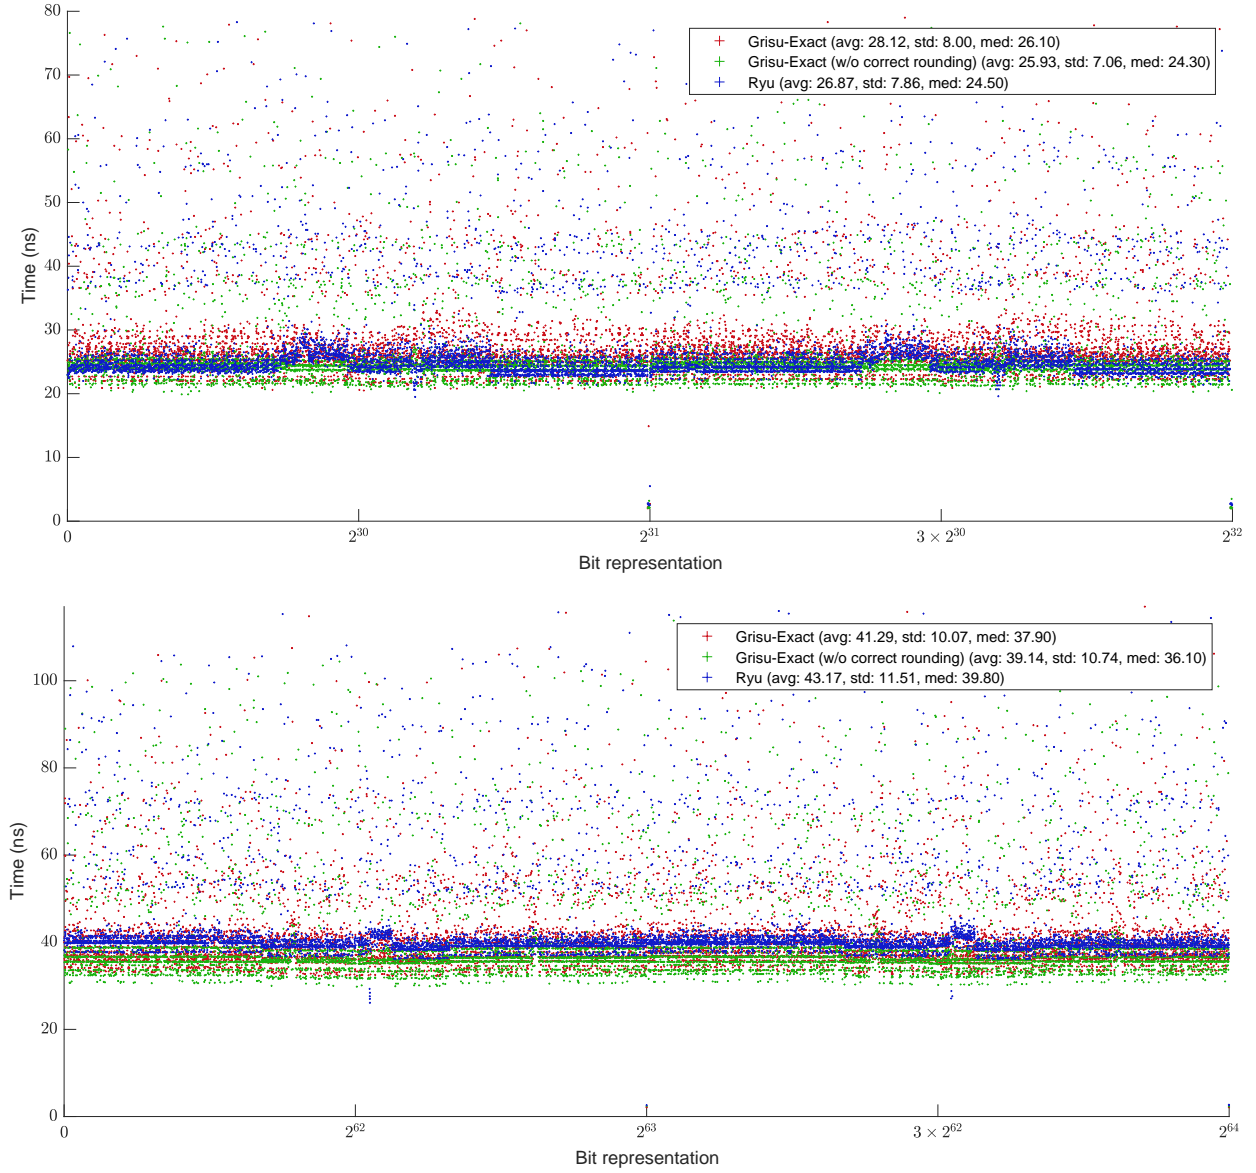 80
70
60
50
40
30
20
10
0
Time (ns)
Grisu-Exact (avg: 28.12, std: 8.00, med: 26.10)
Grisu-Exact (w/o correct rounding) (avg: 25.93, std: 7.06, med: 24.30)
Ryu (avg: 26.87, std: 7.86, med: 24.50)
0 2^30 2^31 3 × 2^30 2^32
Bit representation
100
80
60
40
20
0
Time (ns)
Grisu-Exact (avg: 41.29, std: 10.07, med: 37.90)
Grisu-Exact (w/o correct rounding) (avg: 39.14, std: 10.74, med: 36.10)
Ryu (avg: 43.17, std: 11.51, med: 39.80)
0 2^62 2^63 3 × 2^62 2^64
Bit representation